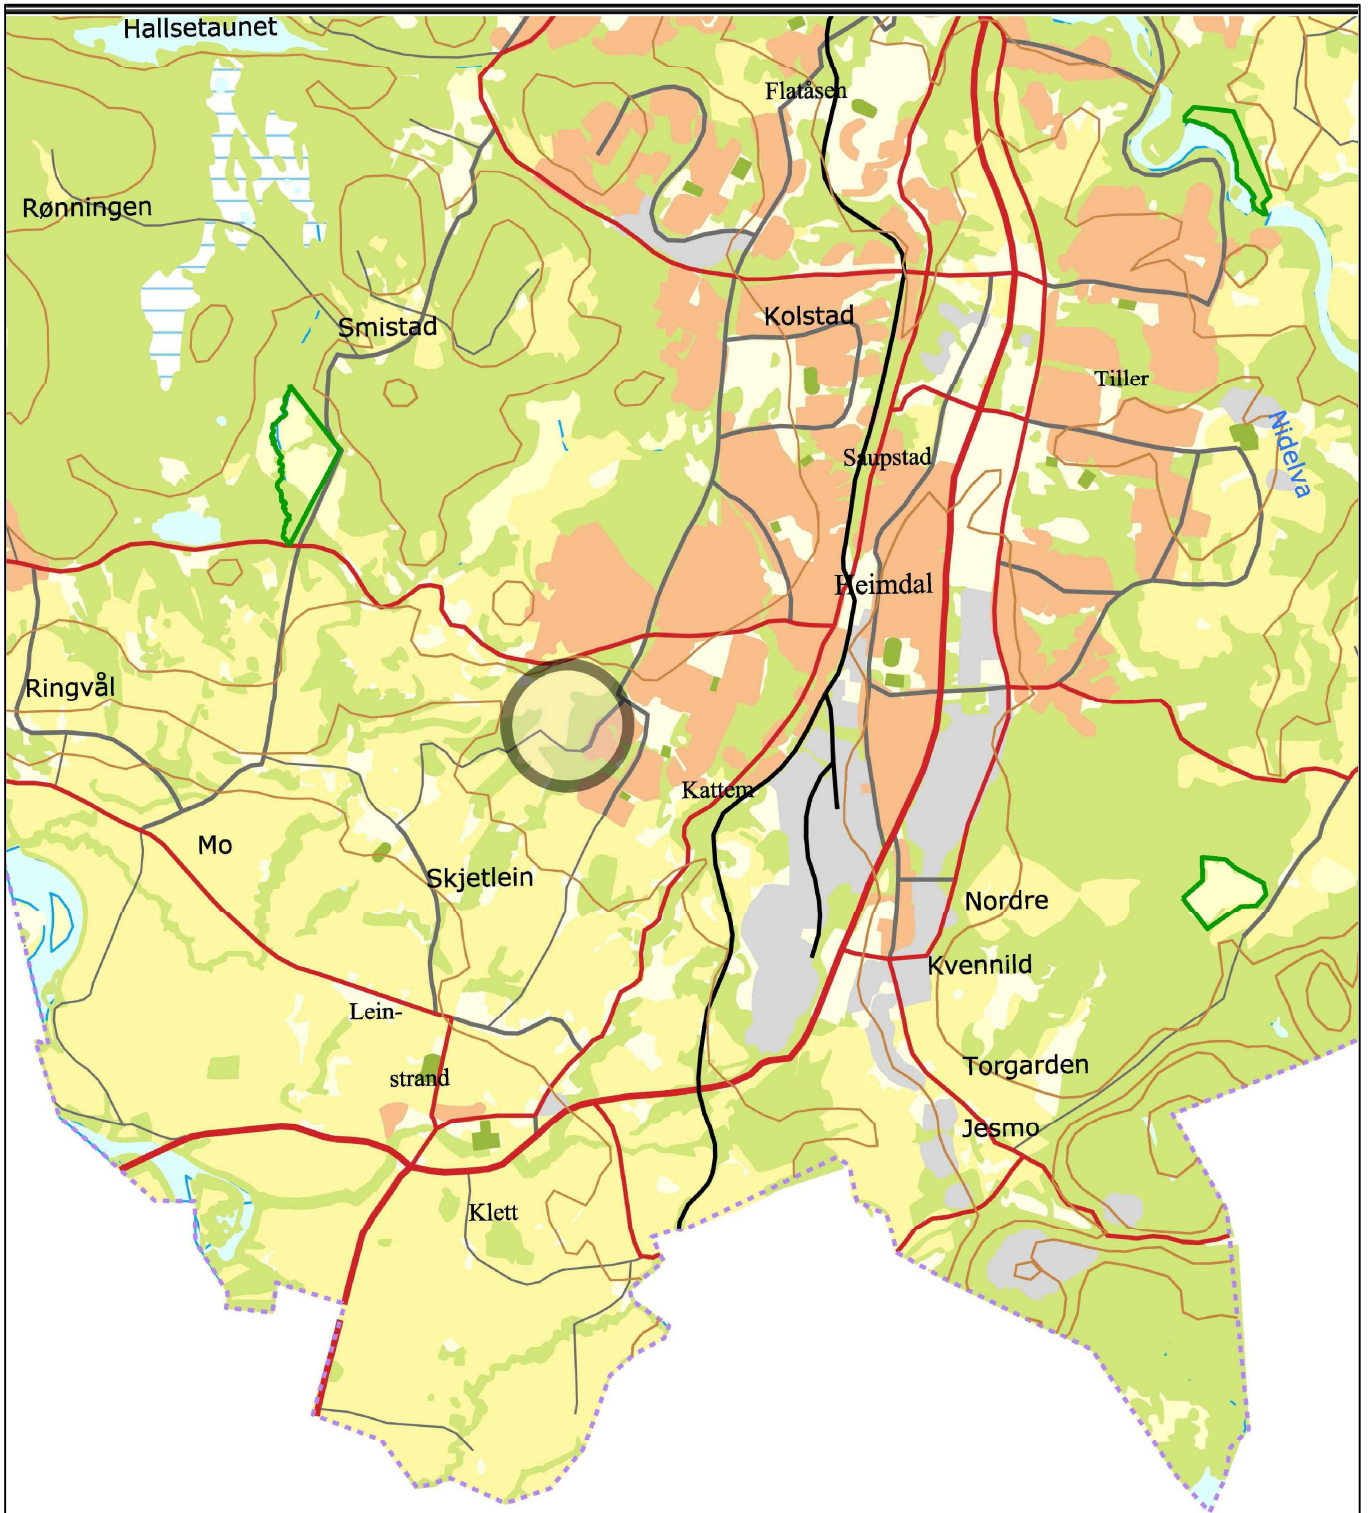 Hallsetaunet
Flatåsen
Rønningen
Kolstad
Smistad
Tiller
Nidelva
Saupstad
Heimdal
Ringvål
Kattem
Mo
Skjetlein
Nordre
Kvennild
Lein-
strand
Torgarden
Jesmo
Klett